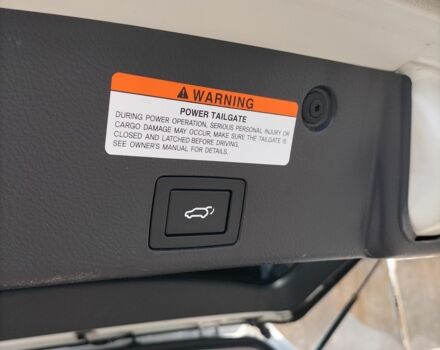 WARNING
POWER TAILGATE
DURING POWER OPERATION, SERIOUS PERSONAL INJURY OR
CARGO DAMAGE MAY OCCUR, MAKE SURE THE TAILGATE IS
CLOSED AND LATCHED BEFORE DRIVING.
SEE OWNER'S MANUAL FOR DETAILS.